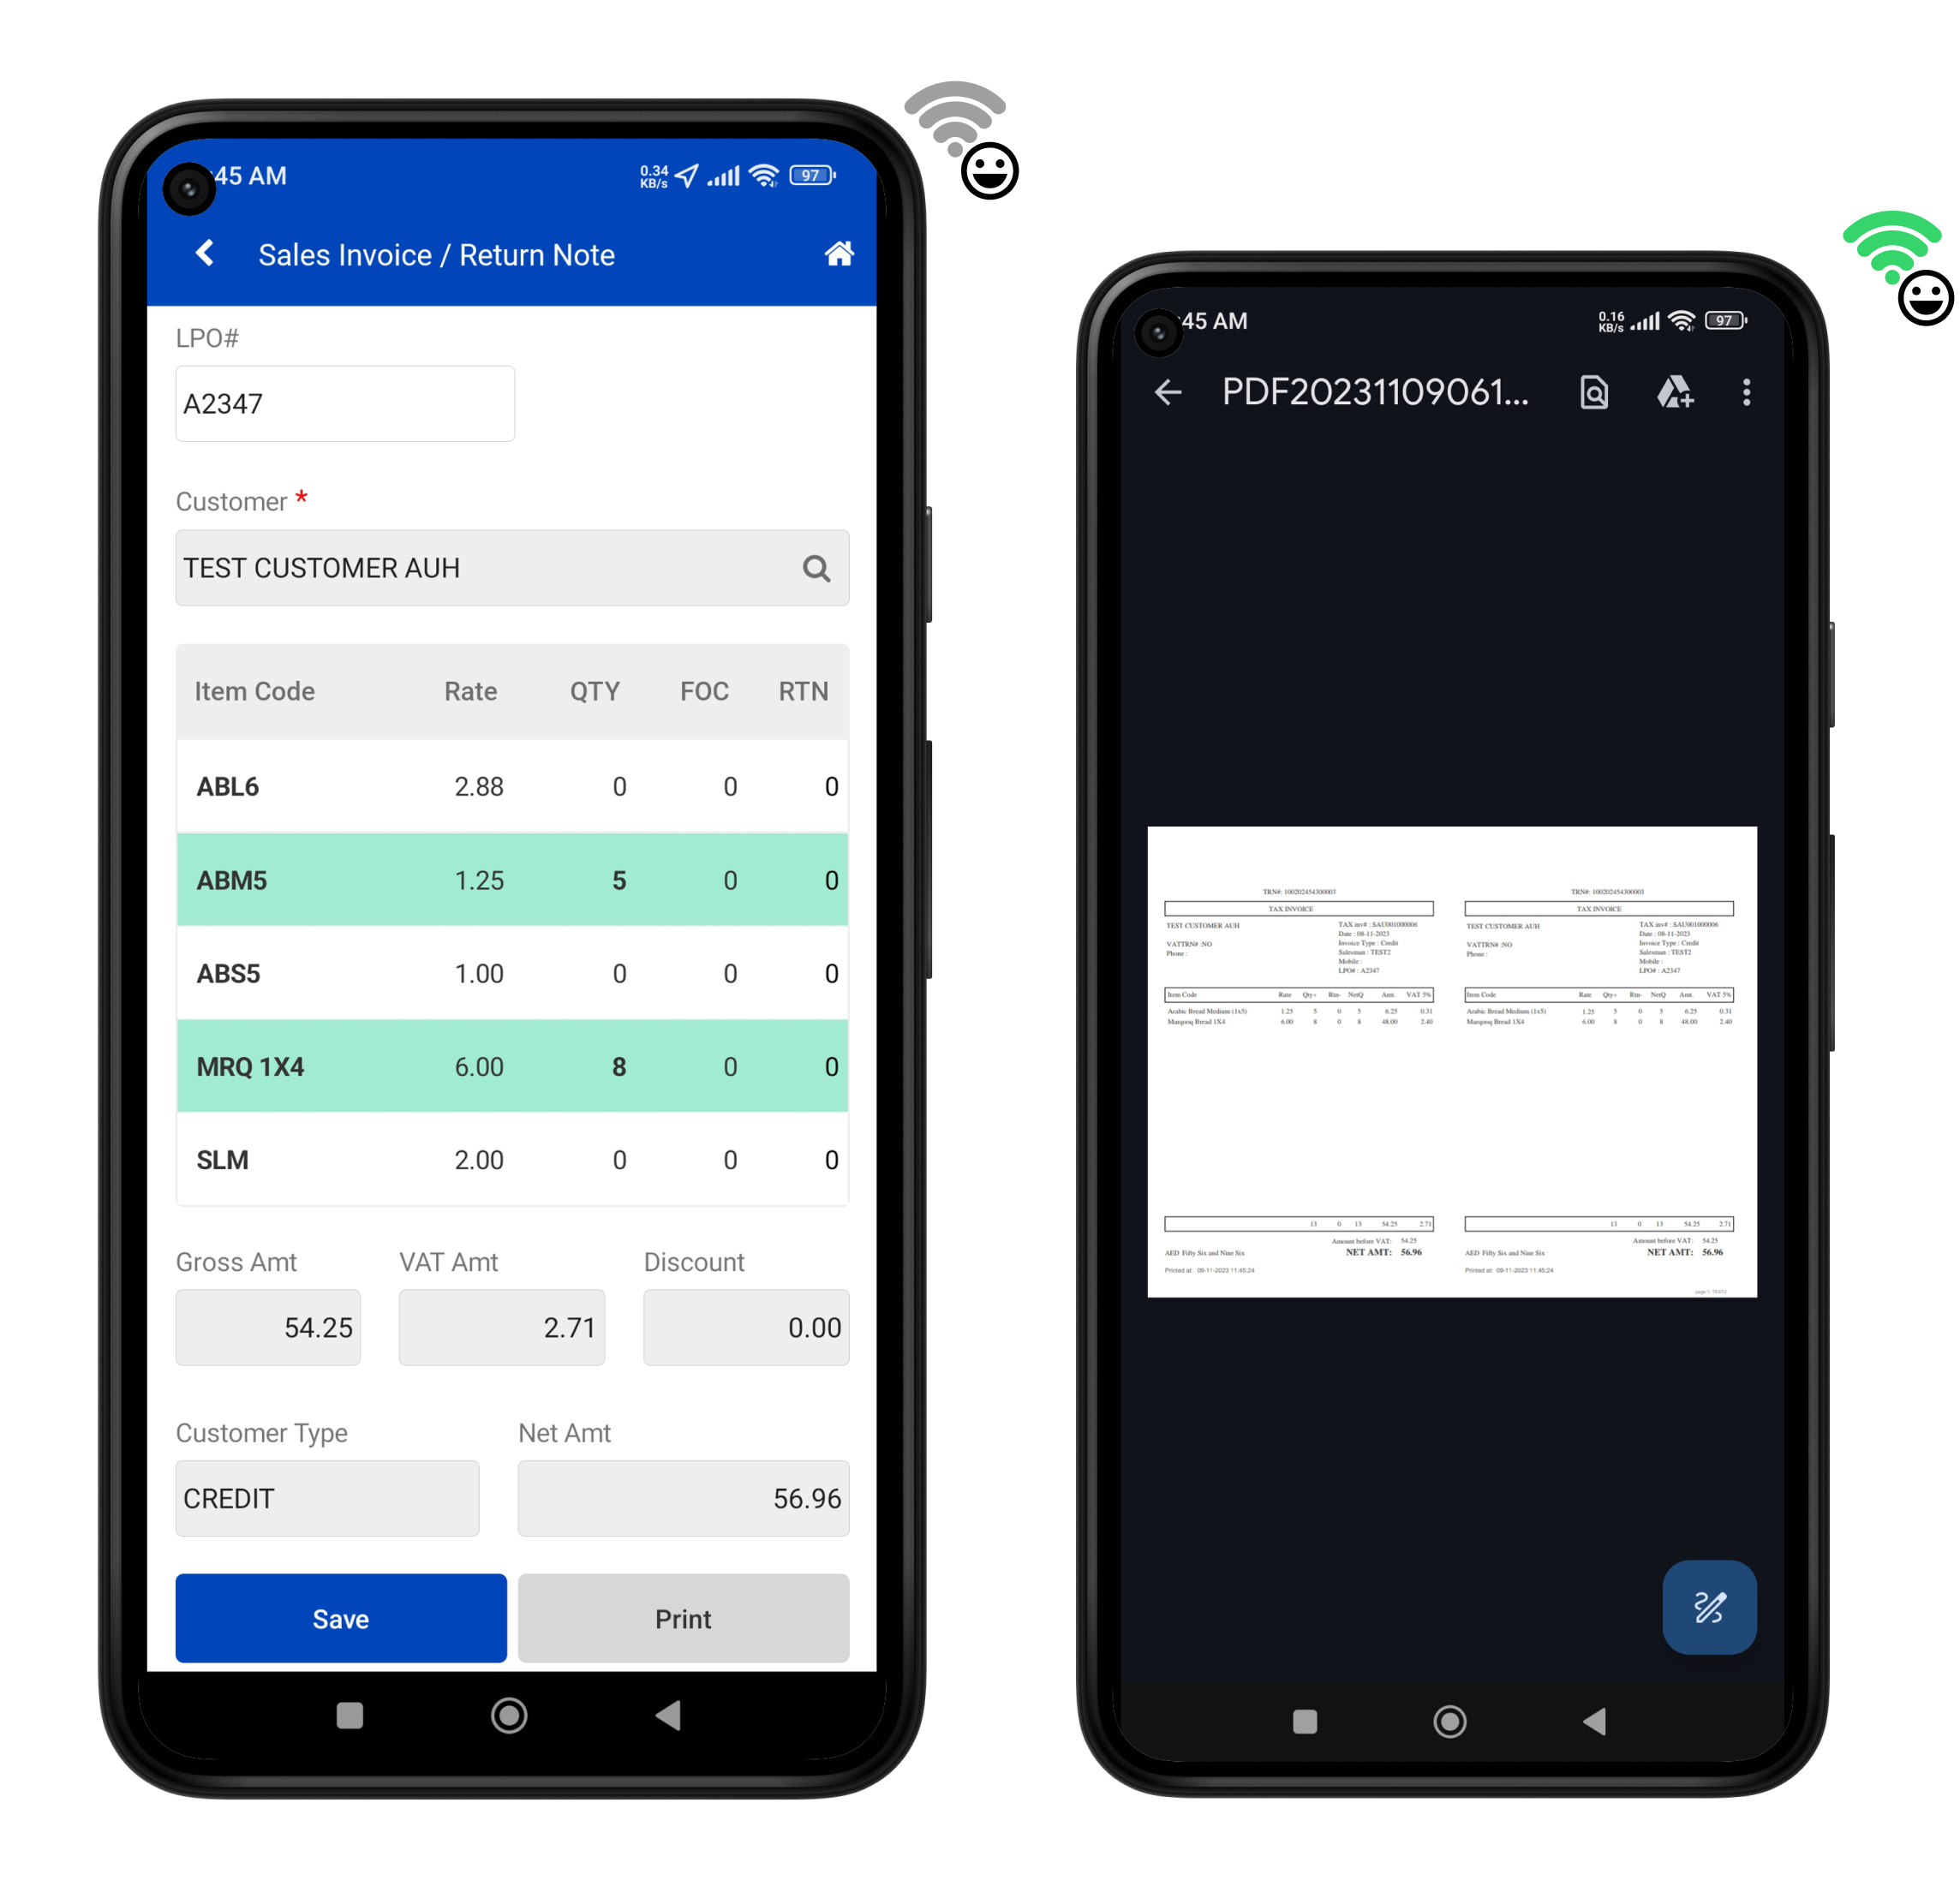 :45 AM
0.34 KB/s
97
Sales Invoice / Return Note
LPO#
A2347
Customer *
TEST CUSTOMER AUH
Item Code Rate QTY FOC RTN
ABL6 2.88 0 0 0
ABM5 1.25 5 0 0
ABS5 1.00 0 0 0
MRQ 1X4 6.00 8 0 0
SLM 2.00 0 0 0
Gross Amt VAT Amt Discount
54.25 2.71 0.00
Customer Type Net Amt
CREDIT 56.96
Save Print
:45 AM
0.16 KB/s
97
PDF20231109061...
TRN#: 100202454300003
TAX INVOICE
TEST CUSTOMER AUH
TAX inv# : SAU001000006
Date : 08-11-2023
VATTRN# :NO
Invoice Type : Credit
Phone :
Salesman : TEST2
Mobile :
LPO# : A2347
Item Code Rate Qty+ Rtn- NetQ Amt. VAT 5%
Arabic Bread Medium (1x5) 1.25 5 0 5 6.25 0.31
Marqooq Bread 1X4 6.00 8 0 8 48.00 2.40
13 0 13 54.25 2.71
Amount before VAT: 54.25
AED Fifty Six and Nine Six NET AMT: 56.96
Printed at: 09-11-2023 11:45:24
TRN#: 100202454300003
TAX INVOICE
TEST CUSTOMER AUH
TAX inv# : SAU001000006
Date : 08-11-2023
VATTRN# :NO
Invoice Type : Credit
Phone :
Salesman : TEST2
Mobile :
LPO# : A2347
Item Code Rate Qty+ Rtn- NetQ Amt. VAT 5%
Arabic Bread Medium (1x5) 1.25 5 0 5 6.25 0.31
Marqooq Bread 1X4 6.00 8 0 8 48.00 2.40
13 0 13 54.25 2.71
Amount before VAT: 54.25
AED Fifty Six and Nine Six NET AMT: 56.96
Printed at: 09-11-2023 11:45:24
page-1. TEST2